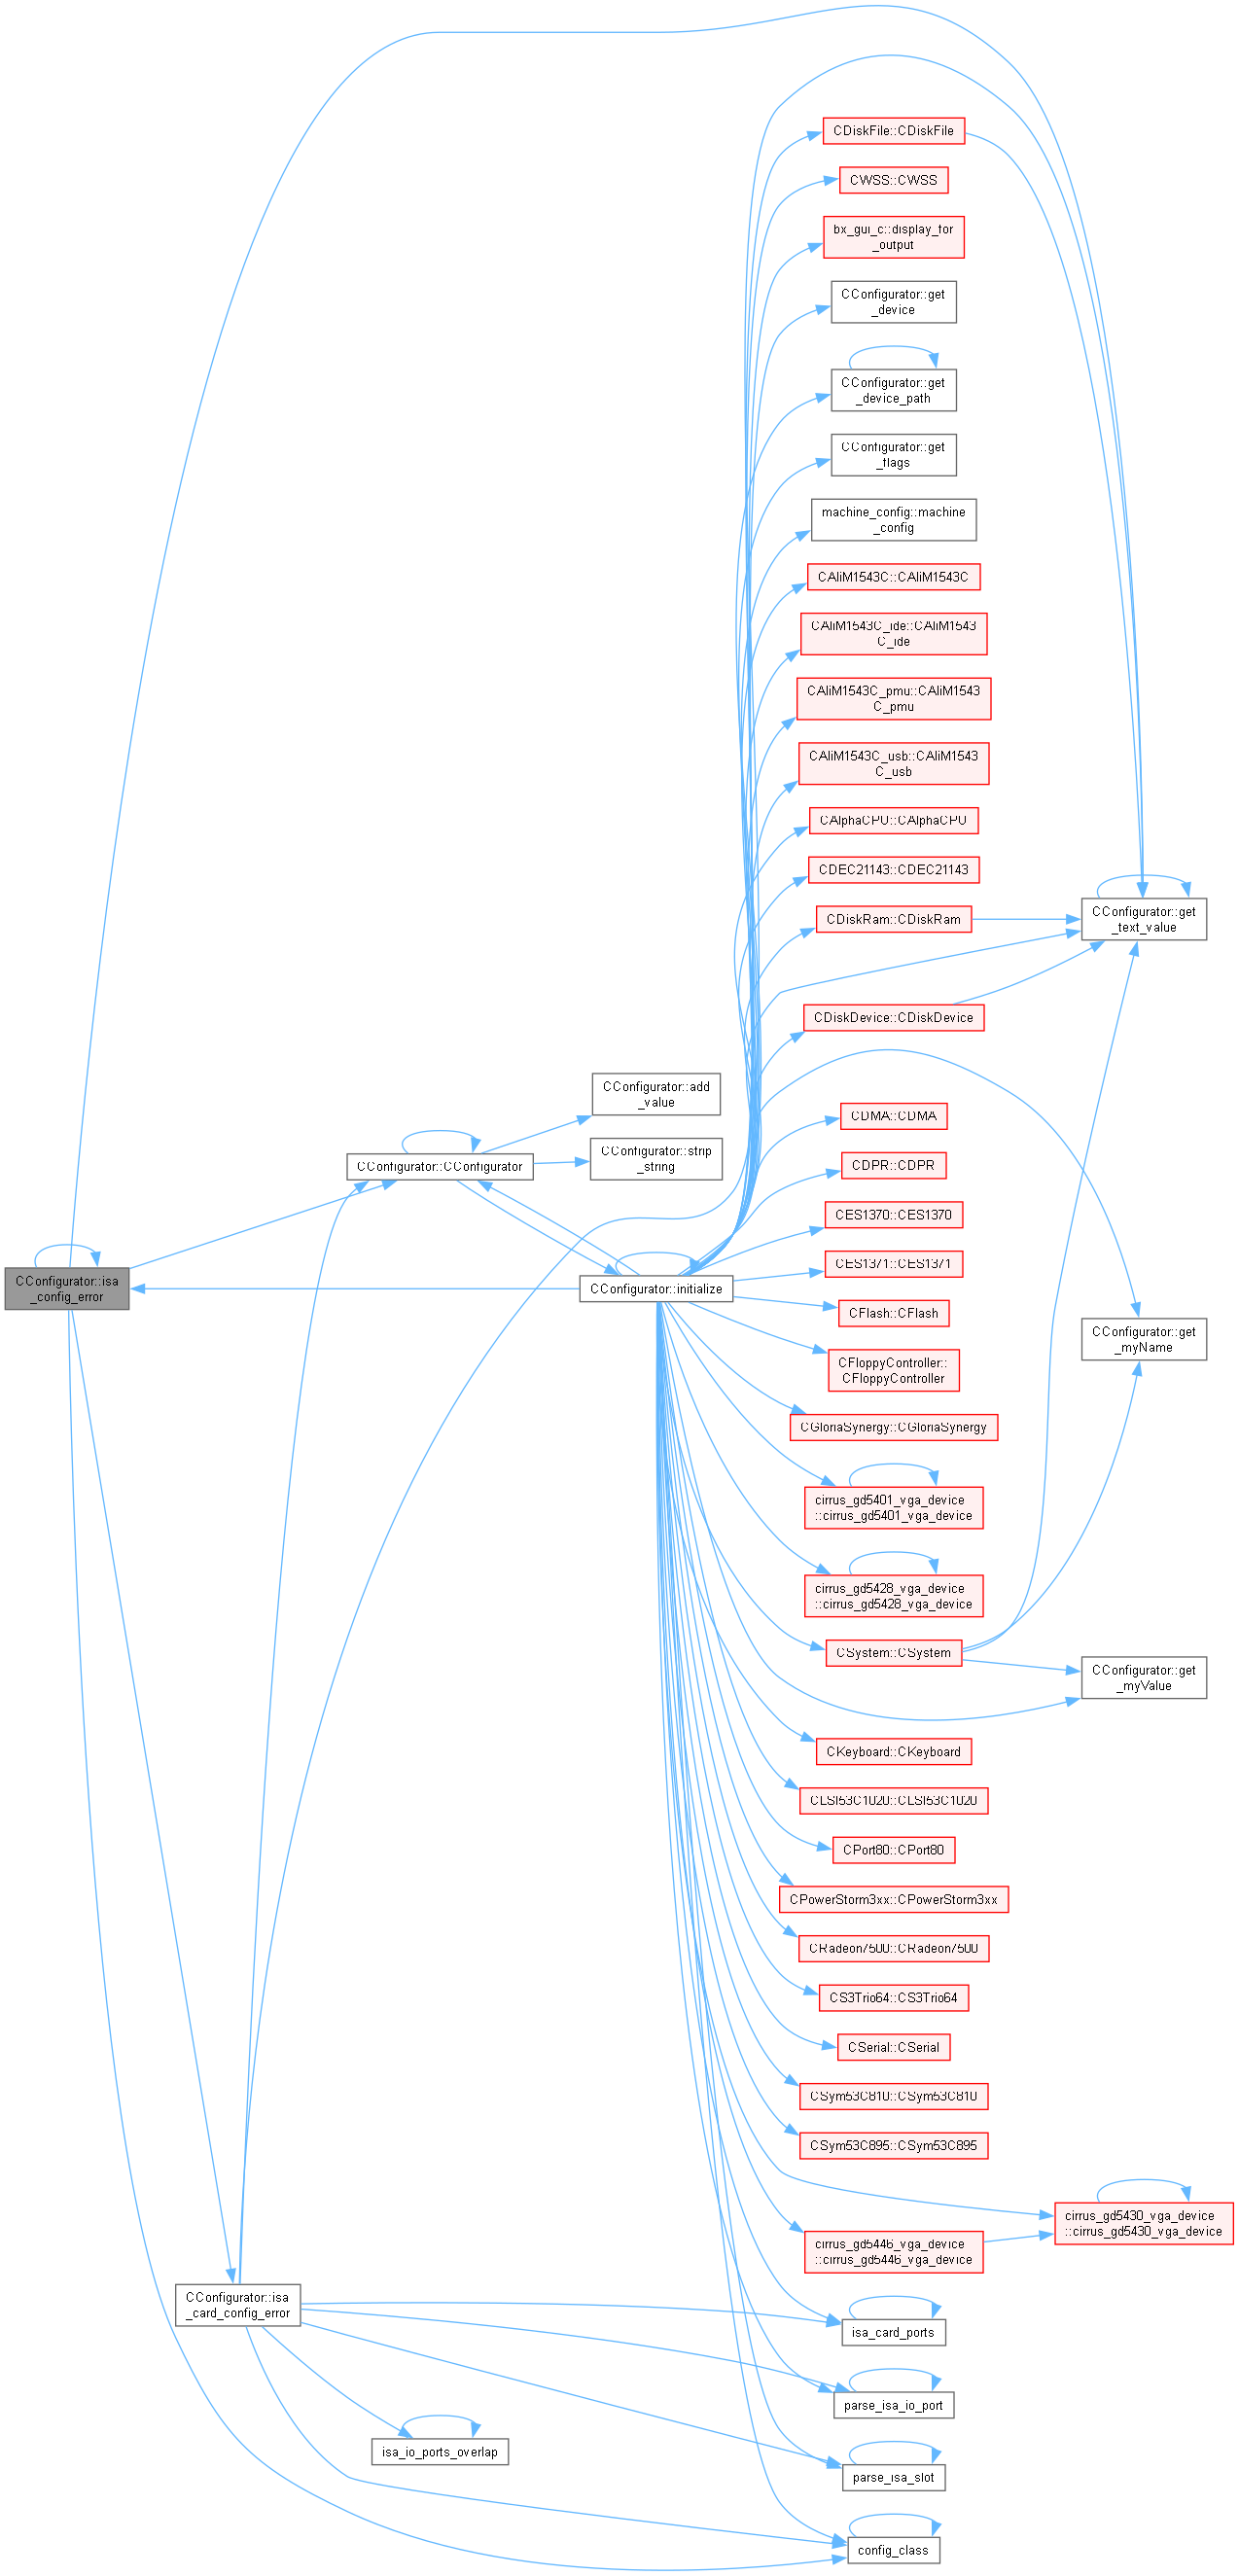 CDiskFile::CDiskFile
CWSS::CWSS
bx_gui_c::display_for
_output
CConfigurator::get
_device
CConfigurator::get
_device_path
CConfigurator::get
_flags
machine_config::machine
_config
CAliM1543C::CAliM1543C
CAliM1543C_ide::CAliM1543
C_ide
CAliM1543C_pmu::CAliM1543
C_pmu
CAliM1543C_usb::CAliM1543
C_usb
CAlphaCPU::CAlphaCPU
CDEC21143::CDEC21143
CDiskRam::CDiskRam
CConfigurator::get
_text_value
CDiskDevice::CDiskDevice
CConfigurator::add
_value
CConfigurator::strip
_string
CConfigurator::CConfigurator
CDMA::CDMA
CDPR::CDPR
CES1370::CES1370
CES1371::CES1371
CConfigurator::isa
_config_error
CConfigurator::initialize
CFlash::CFlash
CConfigurator::get
_myName
CFloppyController::
CFloppyController
CGloriaSynergy::CGloriaSynergy
cirrus_gd5401_vga_device
::cirrus_gd5401_vga_device
cirrus_gd5428_vga_device
::cirrus_gd5428_vga_device
CSystem::CSystem
CConfigurator::get
_myValue
CKeyboard::CKeyboard
CLSI53C1020::CLSI53C1020
CPort80::CPort80
CPowerStorm3xx::CPowerStorm3xx
CRadeon7500::CRadeon7500
CS3Trio64::CS3Trio64
CSerial::CSerial
CSym53C810::CSym53C810
CSym53C895::CSym53C895
cirrus_gd5430_vga_device
::cirrus_gd5430_vga_device
cirrus_gd5446_vga_device
::cirrus_gd5446_vga_device
CConfigurator::isa
_card_config_error
isa_card_ports
parse_isa_io_port
isa_io_ports_overlap
parse_isa_slot
config_class